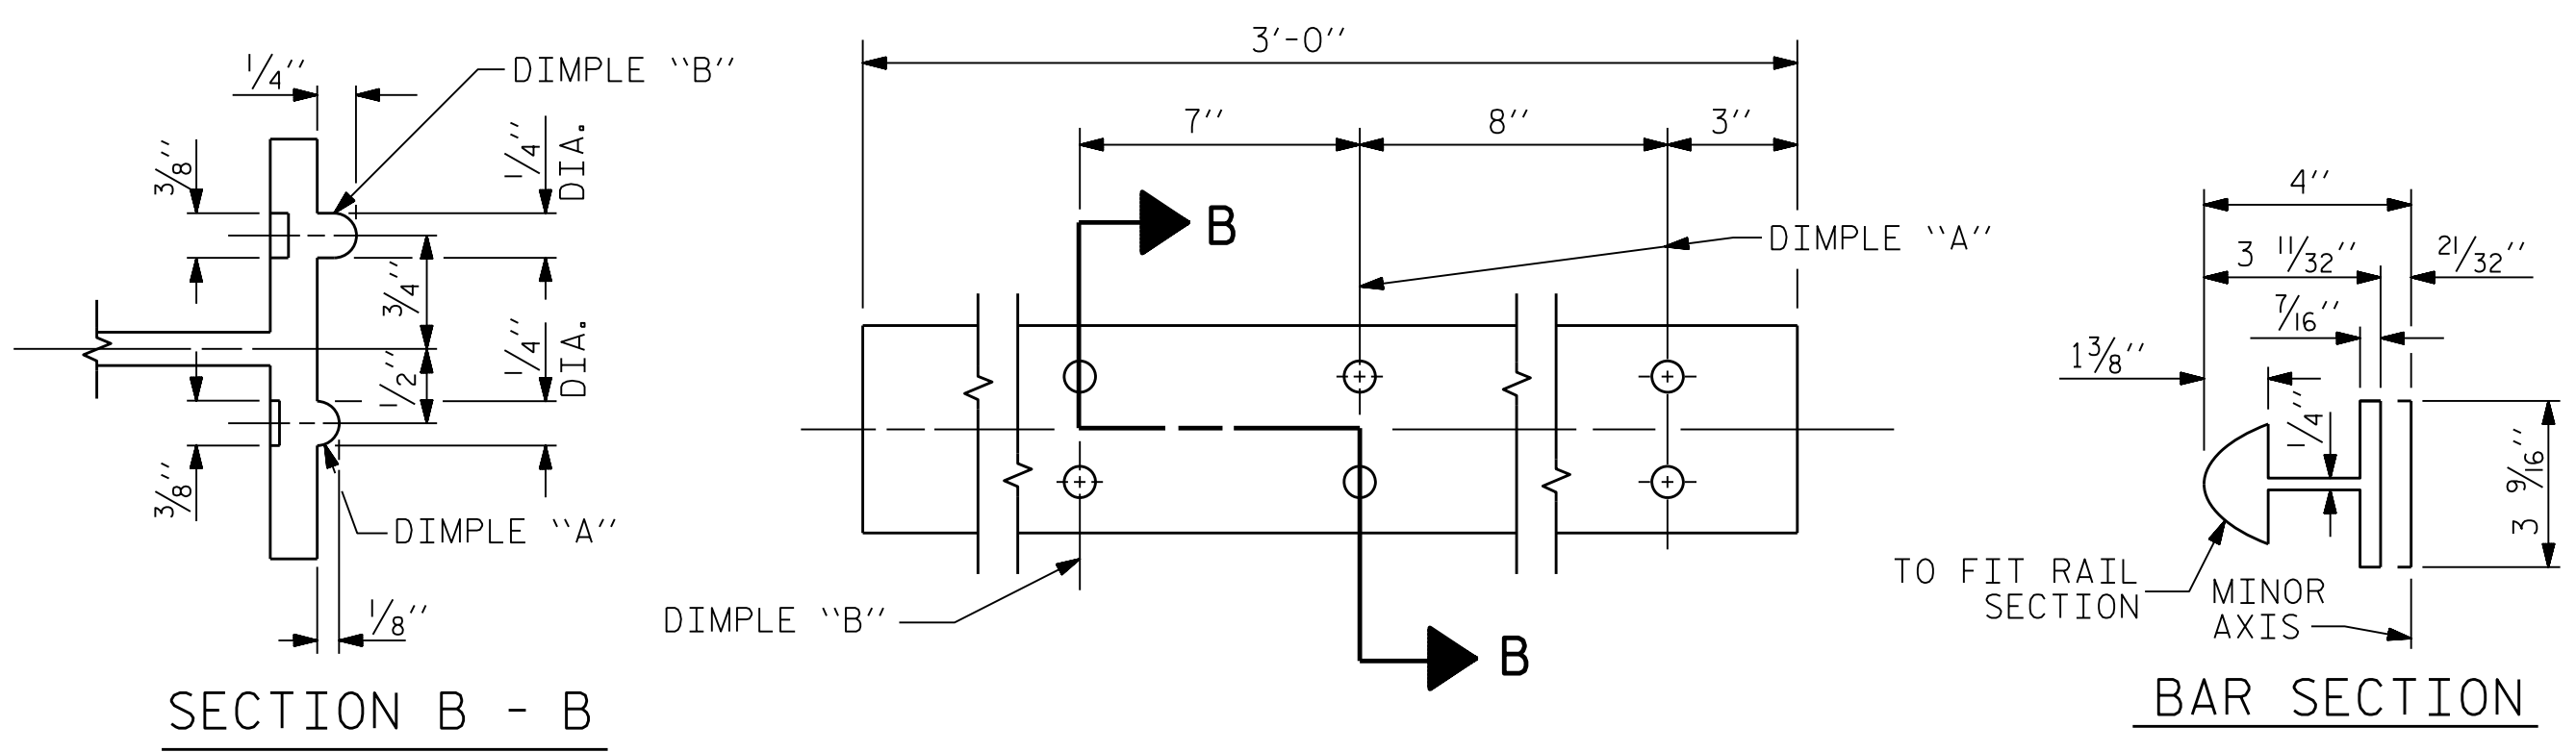 1/4''
DIMPLE ''B''
3/8''
1/4''
DIA.
3/4''
1/2''
1/4''
DIA.
3/8''
DIMPLE ''A''
1/8''
SECTION B - B
3'-0''
7''
8''
3''
B
DIMPLE ''A''
DIMPLE ''B''
B
4''
3 11/32''
21/32''
7/16''
1 3/8''
1/4''
3 9/16''
TO FIT RAIL
SECTION
MINOR
AXIS
BAR SECTION